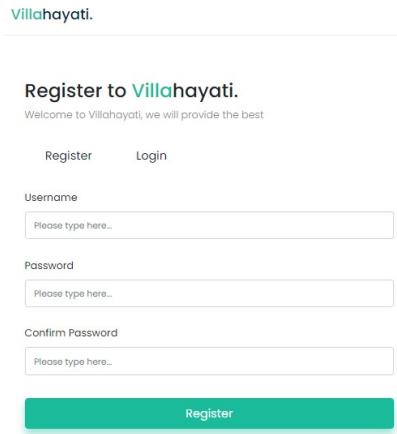 Villahayati.
Register to Villahayati.
Welcome to Villahayati, we will provide the best
Register Login
Username
Please type here...
Password
Please type here...
Confirm Password
Please type here...
Register